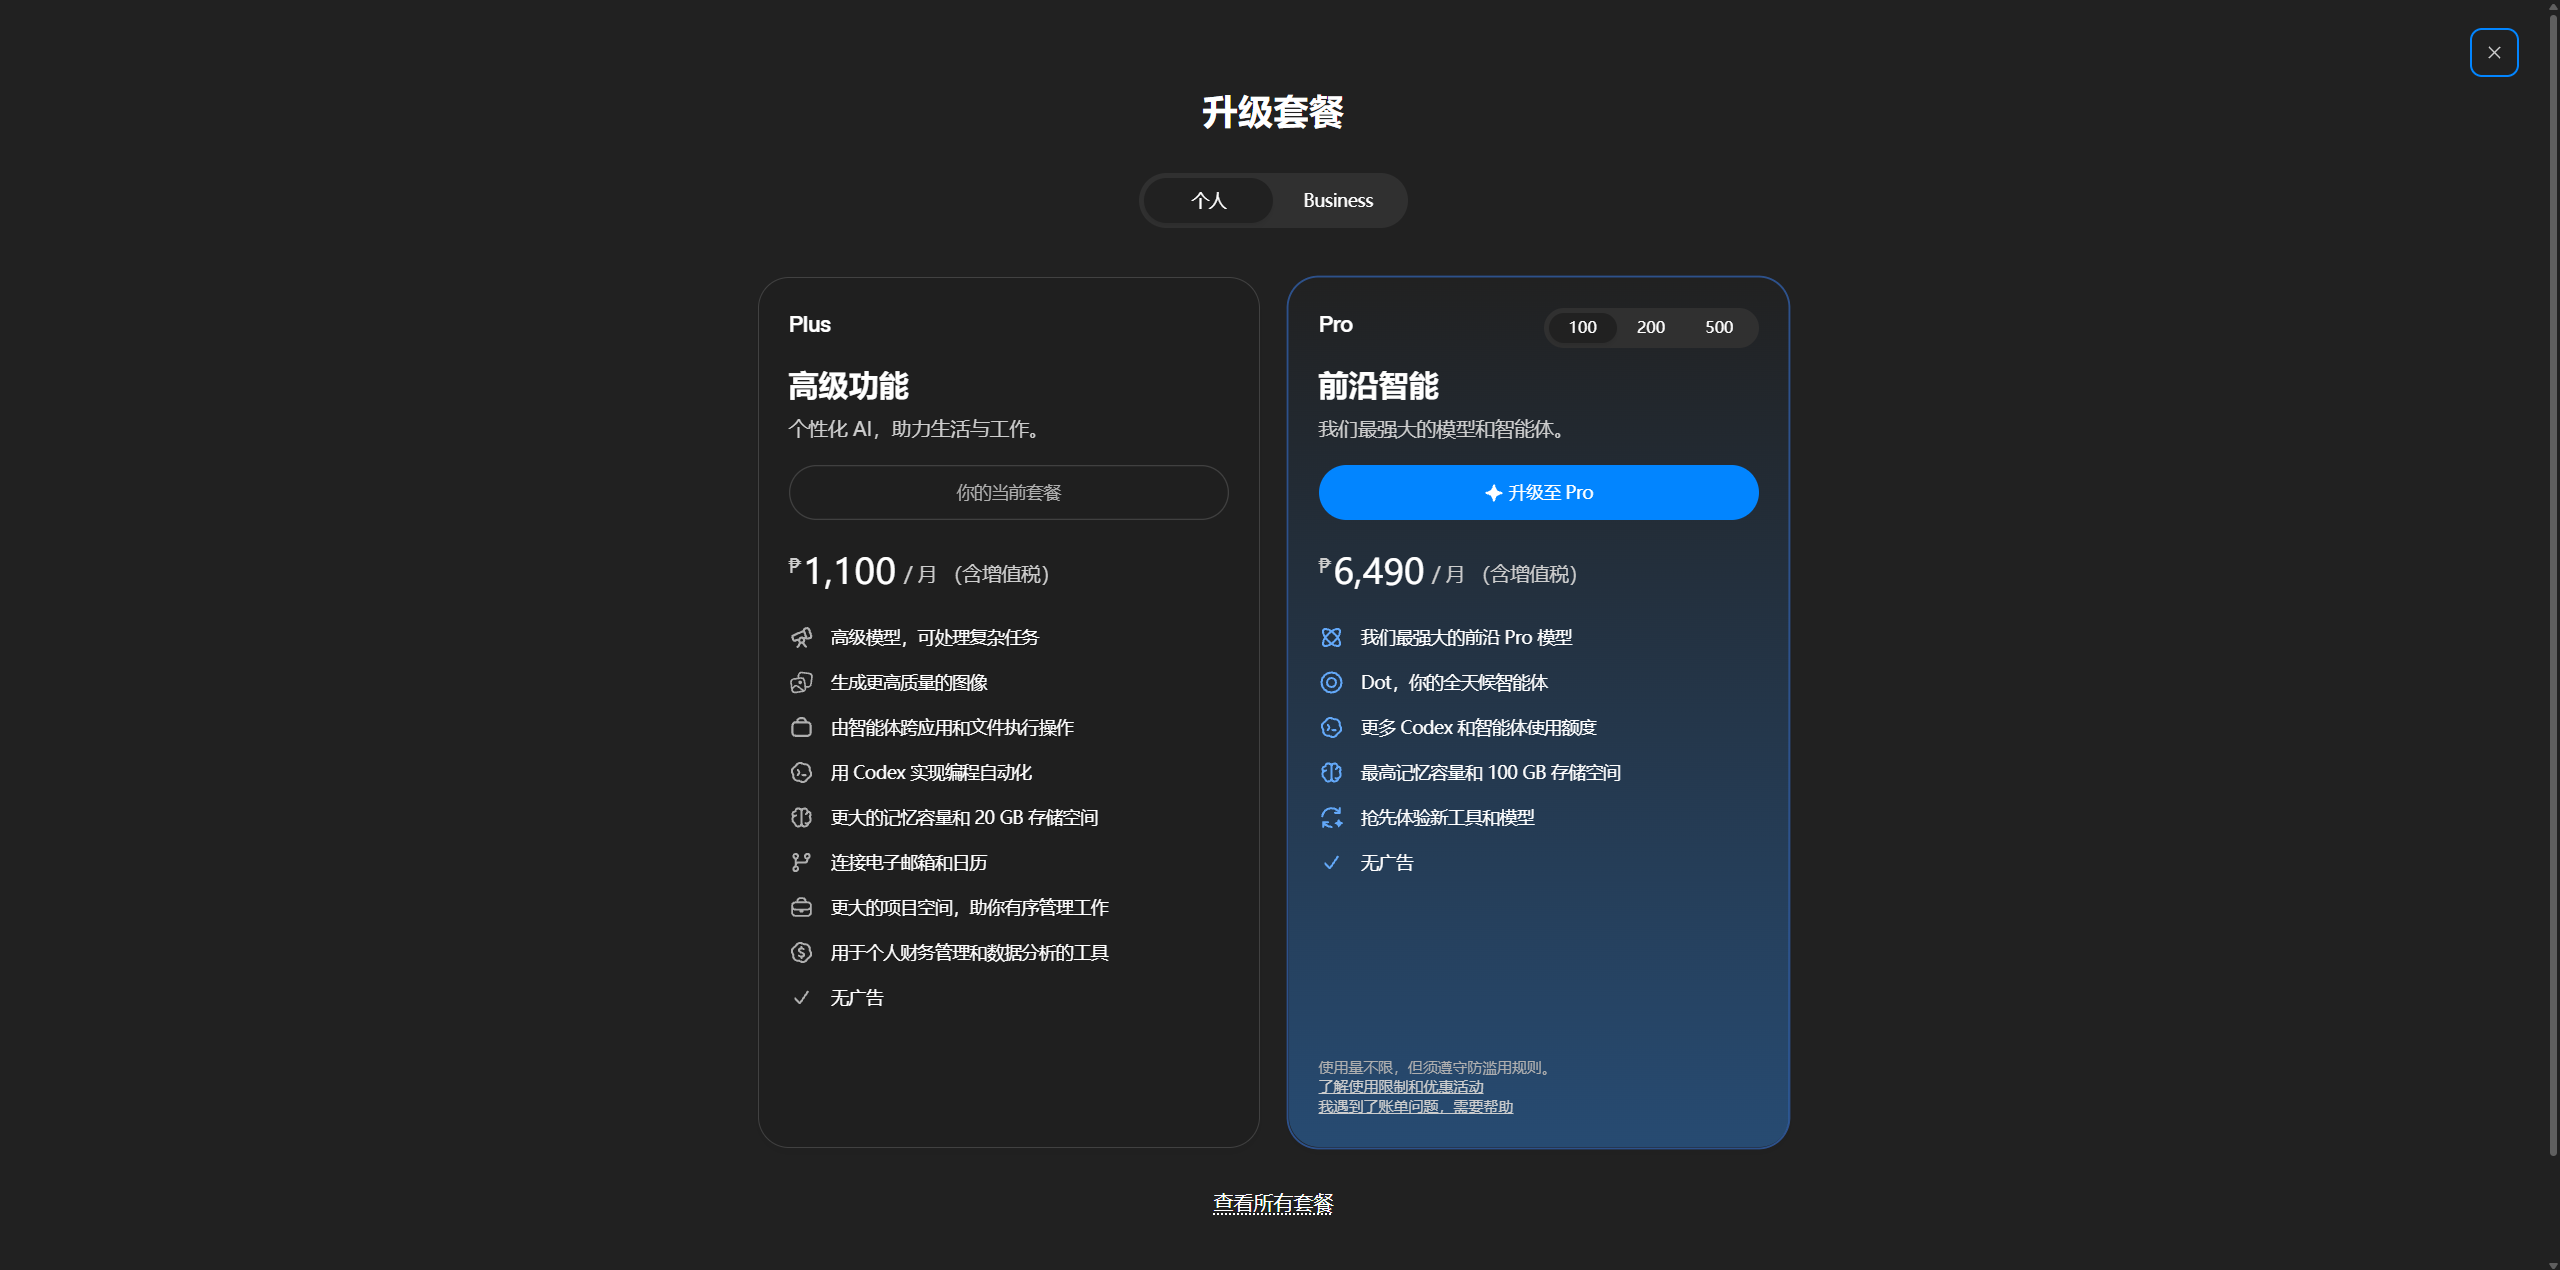 升级套餐
个人
Business
Plus
高级功能
个性化 AI，助力生活与工作。
你的当前套餐
₱1,100 / 月 （含增值税）
高级模型，可处理复杂任务
生成更高质量的图像
由智能体跨应用和文件执行操作
用 Codex 实现编程自动化
更大的记忆容量和 20 GB 存储空间
连接电子邮箱和日历
更大的项目空间，助你有序管理工作
用于个人财务管理和数据分析的工具
无广告
Pro
100 200 500
前沿智能
我们最强大的模型和智能体。
升级至 Pro
₱6,490 / 月 （含增值税）
我们最强大的前沿 Pro 模型
Dot，你的全天候智能体
更多 Codex 和智能体使用额度
最高记忆容量和 100 GB 存储空间
抢先体验新工具和模型
无广告
使用量不限，但须遵守防滥用规则。
了解使用限制和优惠活动
我遇到了账单问题，需要帮助
查看所有套餐